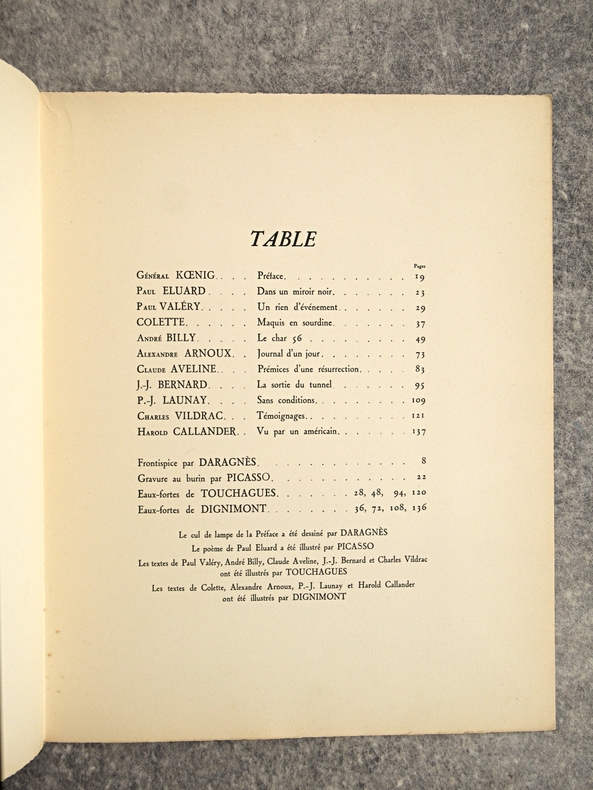 TABLE
Pages
Général KŒNIG. . . . Préface. . . . . . . . . . . 19
Paul ELUARD . . . . Dans un miroir noir. . . . . . . 23
Paul VALÉRY. . . . . Un rien d'événement. . . . . . . 29
COLETTE. . . . . . Maquis en sourdine. . . . . . . 37
André BILLY. . . . . Le char 56 . . . . . . . . . 49
Alexandre ARNOUX. . Journal d'un jour. . . . . . . . 73
Claude AVELINE. . . Prémices d'une résurrection. . . . . 83
J.-J. BERNARD. . . . La sortie du tunnel . . . . . . . 95
P.-J. LAUNAY. . . . Sans conditions. . . . . . . . . 109
Charles VILDRAC. . . Témoignages. . . . . . . . . . 121
Harold CALLANDER. . Vu par un américain. . . . . . . 137
Frontispice par DARAGNÈS. . . . . . . . . . . . . 8
Gravure au burin par PICASSO. . . . . . . . . . . . 22
Eaux-fortes de TOUCHAGUES. . . . . . . 28, 48, 94, 120
Eaux-fortes de DIGNIMONT. . . . . . . . 36, 72, 108, 136
Le cul de lampe de la Préface a été dessiné par DARAGNÈS
Le poème de Paul Eluard a été illustré par PICASSO
Les textes de Paul Valéry, André Billy, Claude Aveline, J.-J. Bernard et Charles Vildrac
ont été illustrés par TOUCHAGUES
Les textes de Colette, Alexandre Arnoux, P.-J. Launay et Harold Callander
ont été illustrés par DIGNIMONT